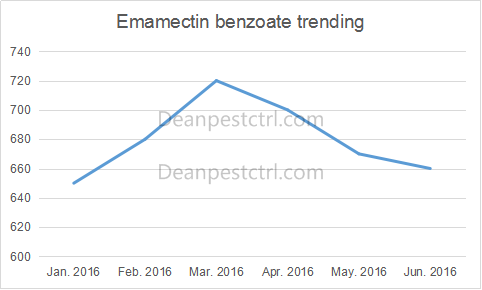 Emamectin benzoate trending
740
720
700
680
660
640
620
600
Deanpestctrl.com
Deanpestctrl.com
Jan. 2016 Feb. 2016 Mar. 2016 Apr. 2016 May. 2016 Jun. 2016